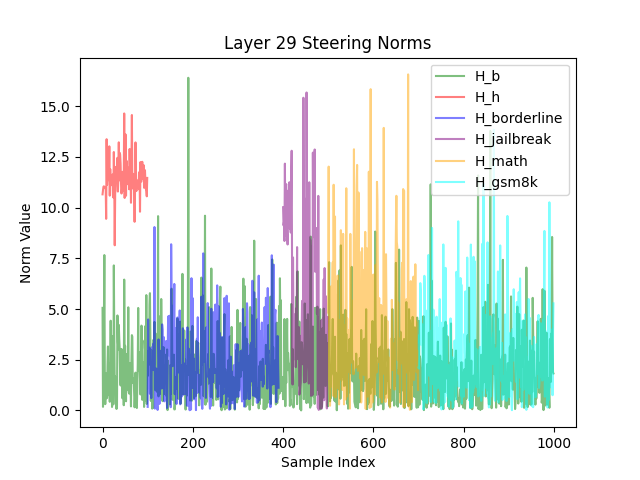 Layer 29 Steering Norms
H_b
H_h
H_borderline
H_jailbreak
H_math
H_gsm8k
Norm Value
15.0
12.5
10.0
7.5
5.0
2.5
0.0
0 200 400 600 800 1000
Sample Index